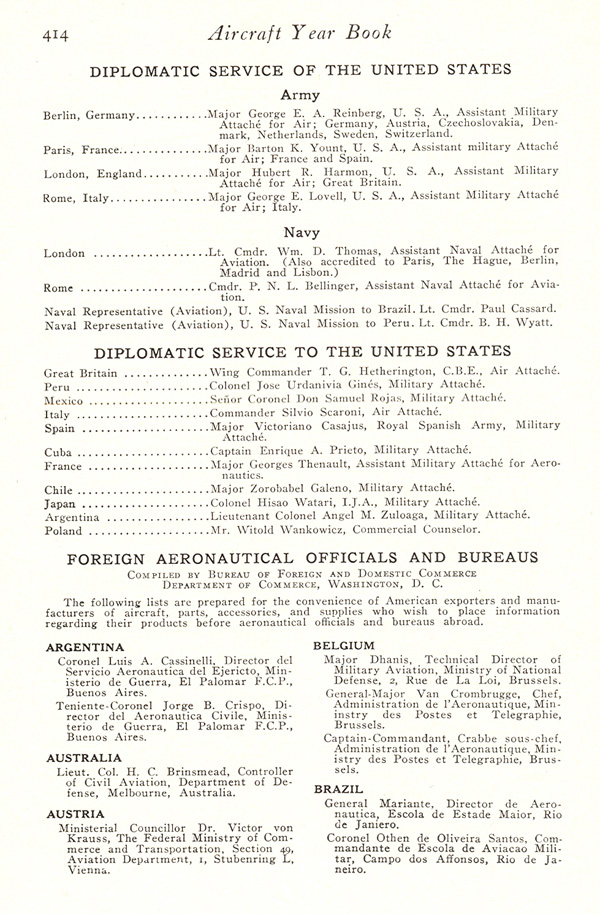 414 Aircraft Year Book
DIPLOMATIC SERVICE OF THE UNITED STATES
Army
Berlin, Germany............Major George E. A. Reinberg, U. S. A., Assistant Military
Attaché for Air; Germany, Austria, Czechoslovakia, Den-
mark, Netherlands, Sweden, Switzerland.
Paris, France...............Major Barton K. Yount, U. S. A., Assistant military Attaché
for Air; France and Spain.
London, England...........Major Hubert R. Harmon, U. S. A., Assistant Military
Attaché for Air; Great Britain.
Rome, Italy................Major George E. Lovell, U. S. A., Assistant Military Attaché
for Air; Italy.
Navy
London ...................Lt. Cmdr. Wm. D. Thomas, Assistant Naval Attaché for
Aviation. (Also accredited to Paris, The Hague, Berlin,
Madrid and Lisbon.)
Rome .....................Cmdr. P. N. L. Bellinger, Assistant Naval Attaché for Avia-
tion.
Naval Representative (Aviation), U. S. Naval Mission to Brazil. Lt. Cmdr. Paul Cassard.
Naval Representative (Aviation), U. S. Naval Mission to Peru. Lt. Cmdr. B. H. Wyatt.
DIPLOMATIC SERVICE TO THE UNITED STATES
Great Britain ..............Wing Commander T. G. Hetherington, C.B.E., Air Attaché.
Peru ......................Colonel Jose Urdanivia Ginés, Military Attaché.
Mexico ....................Señor Coronel Don Samuel Rojas, Military Attaché.
Italy ......................Commander Silvio Scaroni, Air Attaché.
Spain .....................Major Victoriano Casajus, Royal Spanish Army, Military
Attaché.
Cuba ......................Captain Enrique A. Prieto, Military Attaché.
France ....................Major Georges Thenault, Assistant Military Attaché for Aero-
nautics.
Chile ......................Major Zorobabel Galeno, Military Attaché.
Japan .....................Colonel Hisao Watari, I.J.A., Military Attaché.
Argentina .................Lieutenant Colonel Angel M. Zuloaga, Military Attaché.
Poland ....................Mr. Witold Wankowicz, Commercial Counselor.
FOREIGN AERONAUTICAL OFFICIALS AND BUREAUS
COMPILED BY BUREAU OF FOREIGN AND DOMESTIC COMMERCE
DEPARTMENT OF COMMERCE, WASHINGTON, D. C.
The following lists are prepared for the convenience of American exporters and manu-
facturers of aircraft, parts, accessories, and supplies who wish to place information
regarding their products before aeronautical officials and bureaus abroad.
ARGENTINA
Coronel Luis A. Cassinelli, Director del
Servicio Aeronautica del Ejericto, Min-
isterio de Guerra, El Palomar F.C.P.,
Buenos Aires.
Teniente-Coronel Jorge B. Crispo, Di-
rector del Aeronautica Civile, Minis-
terio de Guerra, El Palomar F.C.P.,
Buenos Aires.
AUSTRALIA
Lieut. Col. H. C. Brinsmead, Controller
of Civil Aviation, Department of De-
fense, Melbourne, Australia.
AUSTRIA
Ministerial Councillor Dr. Victor von
Krauss, The Federal Ministry of Com-
merce and Transportation, Section 49,
Aviation Department, 1, Stubenring L,
Vienna.
BELGIUM
Major Dhanis, Technical Director of
Military Aviation, Ministry of National
Defense, 2, Rue de La Loi, Brussels.
General-Major Van Crombrugge, Chef,
Administration de l'Aeronautique, Min-
instry des Postes et Telegraphie,
Brussels.
Captain-Commandant, Crabbe sous-chef,
Administration de l'Aeronautique, Min-
istry des Postes et Telegraphie, Brus-
sels.
BRAZIL
General Mariante, Director de Aero-
nautica, Escola de Estade Maior, Rio
de Janiero.
Coronel Othen de Oliveira Santos, Com-
mandante de Escola de Aviacao Mili-
tar, Campo dos Affonsos, Rio de Ja-
neiro.